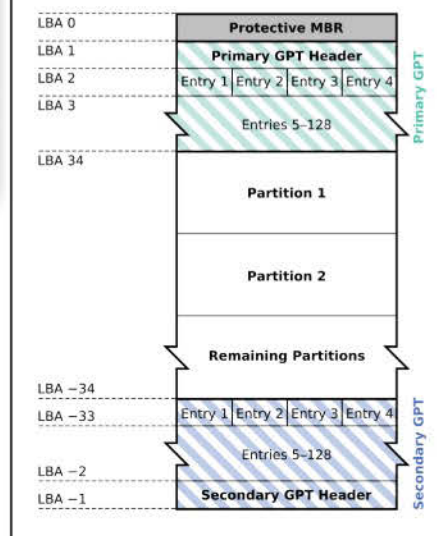 LBA 0
Protective MBR
LBA 1
Primary GPT Header
LBA 2
Entry 1 Entry 2 Entry 3 Entry 4
LBA 3
Entries 5–128
Primary GPT
LBA 34
Partition 1
Partition 2
Remaining Partitions
LBA −34
LBA −33
Entry 1 Entry 2 Entry 3 Entry 4
Entries 5–128
LBA −2
LBA −1
Secondary GPT Header
Secondary GPT